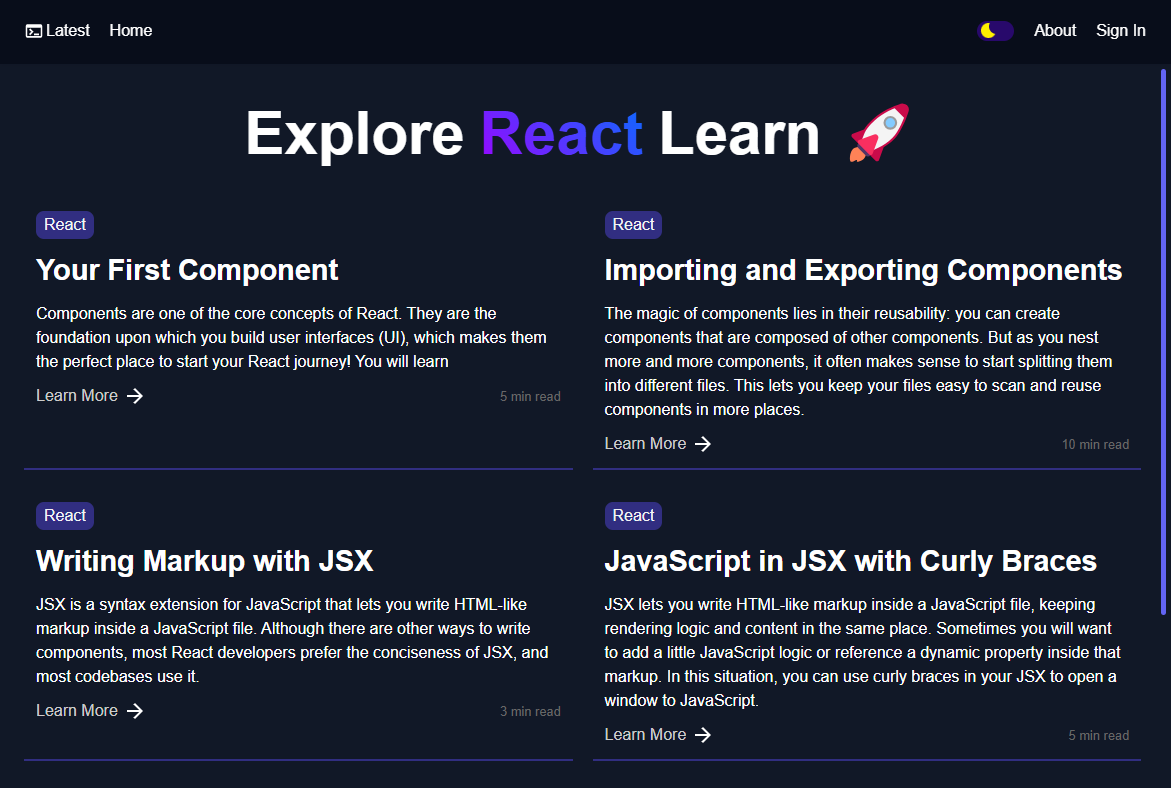 Latest Home About Sign In
Explore React Learn 🚀
React
Your First Component
Components are one of the core concepts of React. They are the
foundation upon which you build user interfaces (UI), which makes them
the perfect place to start your React journey! You will learn
Learn More → 5 min read
React
Importing and Exporting Components
The magic of components lies in their reusability: you can create
components that are composed of other components. But as you nest
more and more components, it often makes sense to start splitting them
into different files. This lets you keep your files easy to scan and reuse
components in more places.
Learn More → 10 min read
React
Writing Markup with JSX
JSX is a syntax extension for JavaScript that lets you write HTML-like
markup inside a JavaScript file. Although there are other ways to write
components, most React developers prefer the conciseness of JSX, and
most codebases use it.
Learn More → 3 min read
React
JavaScript in JSX with Curly Braces
JSX lets you write HTML-like markup inside a JavaScript file, keeping
rendering logic and content in the same place. Sometimes you will want
to add a little JavaScript logic or reference a dynamic property inside that
markup. In this situation, you can use curly braces in your JSX to open a
window to JavaScript.
Learn More → 5 min read